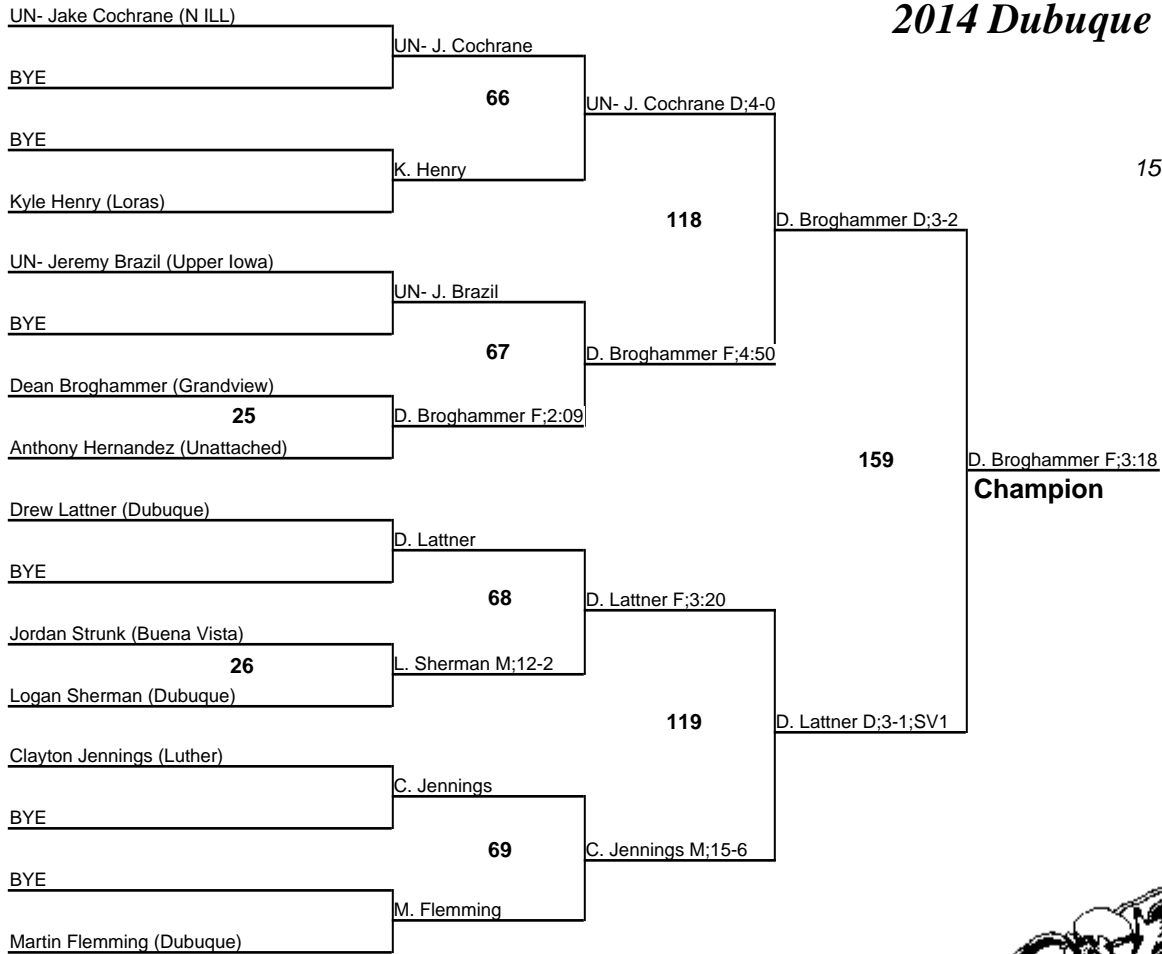 2014 Dubuque
15
UN- Jake Cochrane (N ILL)
BYE
BYE
Kyle Henry (Loras)
UN- Jeremy Brazil (Upper Iowa)
BYE
Dean Broghammer (Grandview)
25
Anthony Hernandez (Unattached)
Drew Lattner (Dubuque)
BYE
Jordan Strunk (Buena Vista)
26
Logan Sherman (Dubuque)
Clayton Jennings (Luther)
BYE
BYE
Martin Flemming (Dubuque)
UN- J. Cochrane
66
K. Henry
UN- J. Brazil
67
D. Broghammer F;2:09
D. Lattner
68
L. Sherman M;12-2
C. Jennings
69
M. Flemming
UN- J. Cochrane D;4-0
118
D. Broghammer F;4:50
D. Lattner F;3:20
119
C. Jennings M;15-6
D. Broghammer D;3-2
159
D. Lattner D;3-1;SV1
D. Broghammer F;3:18
Champion